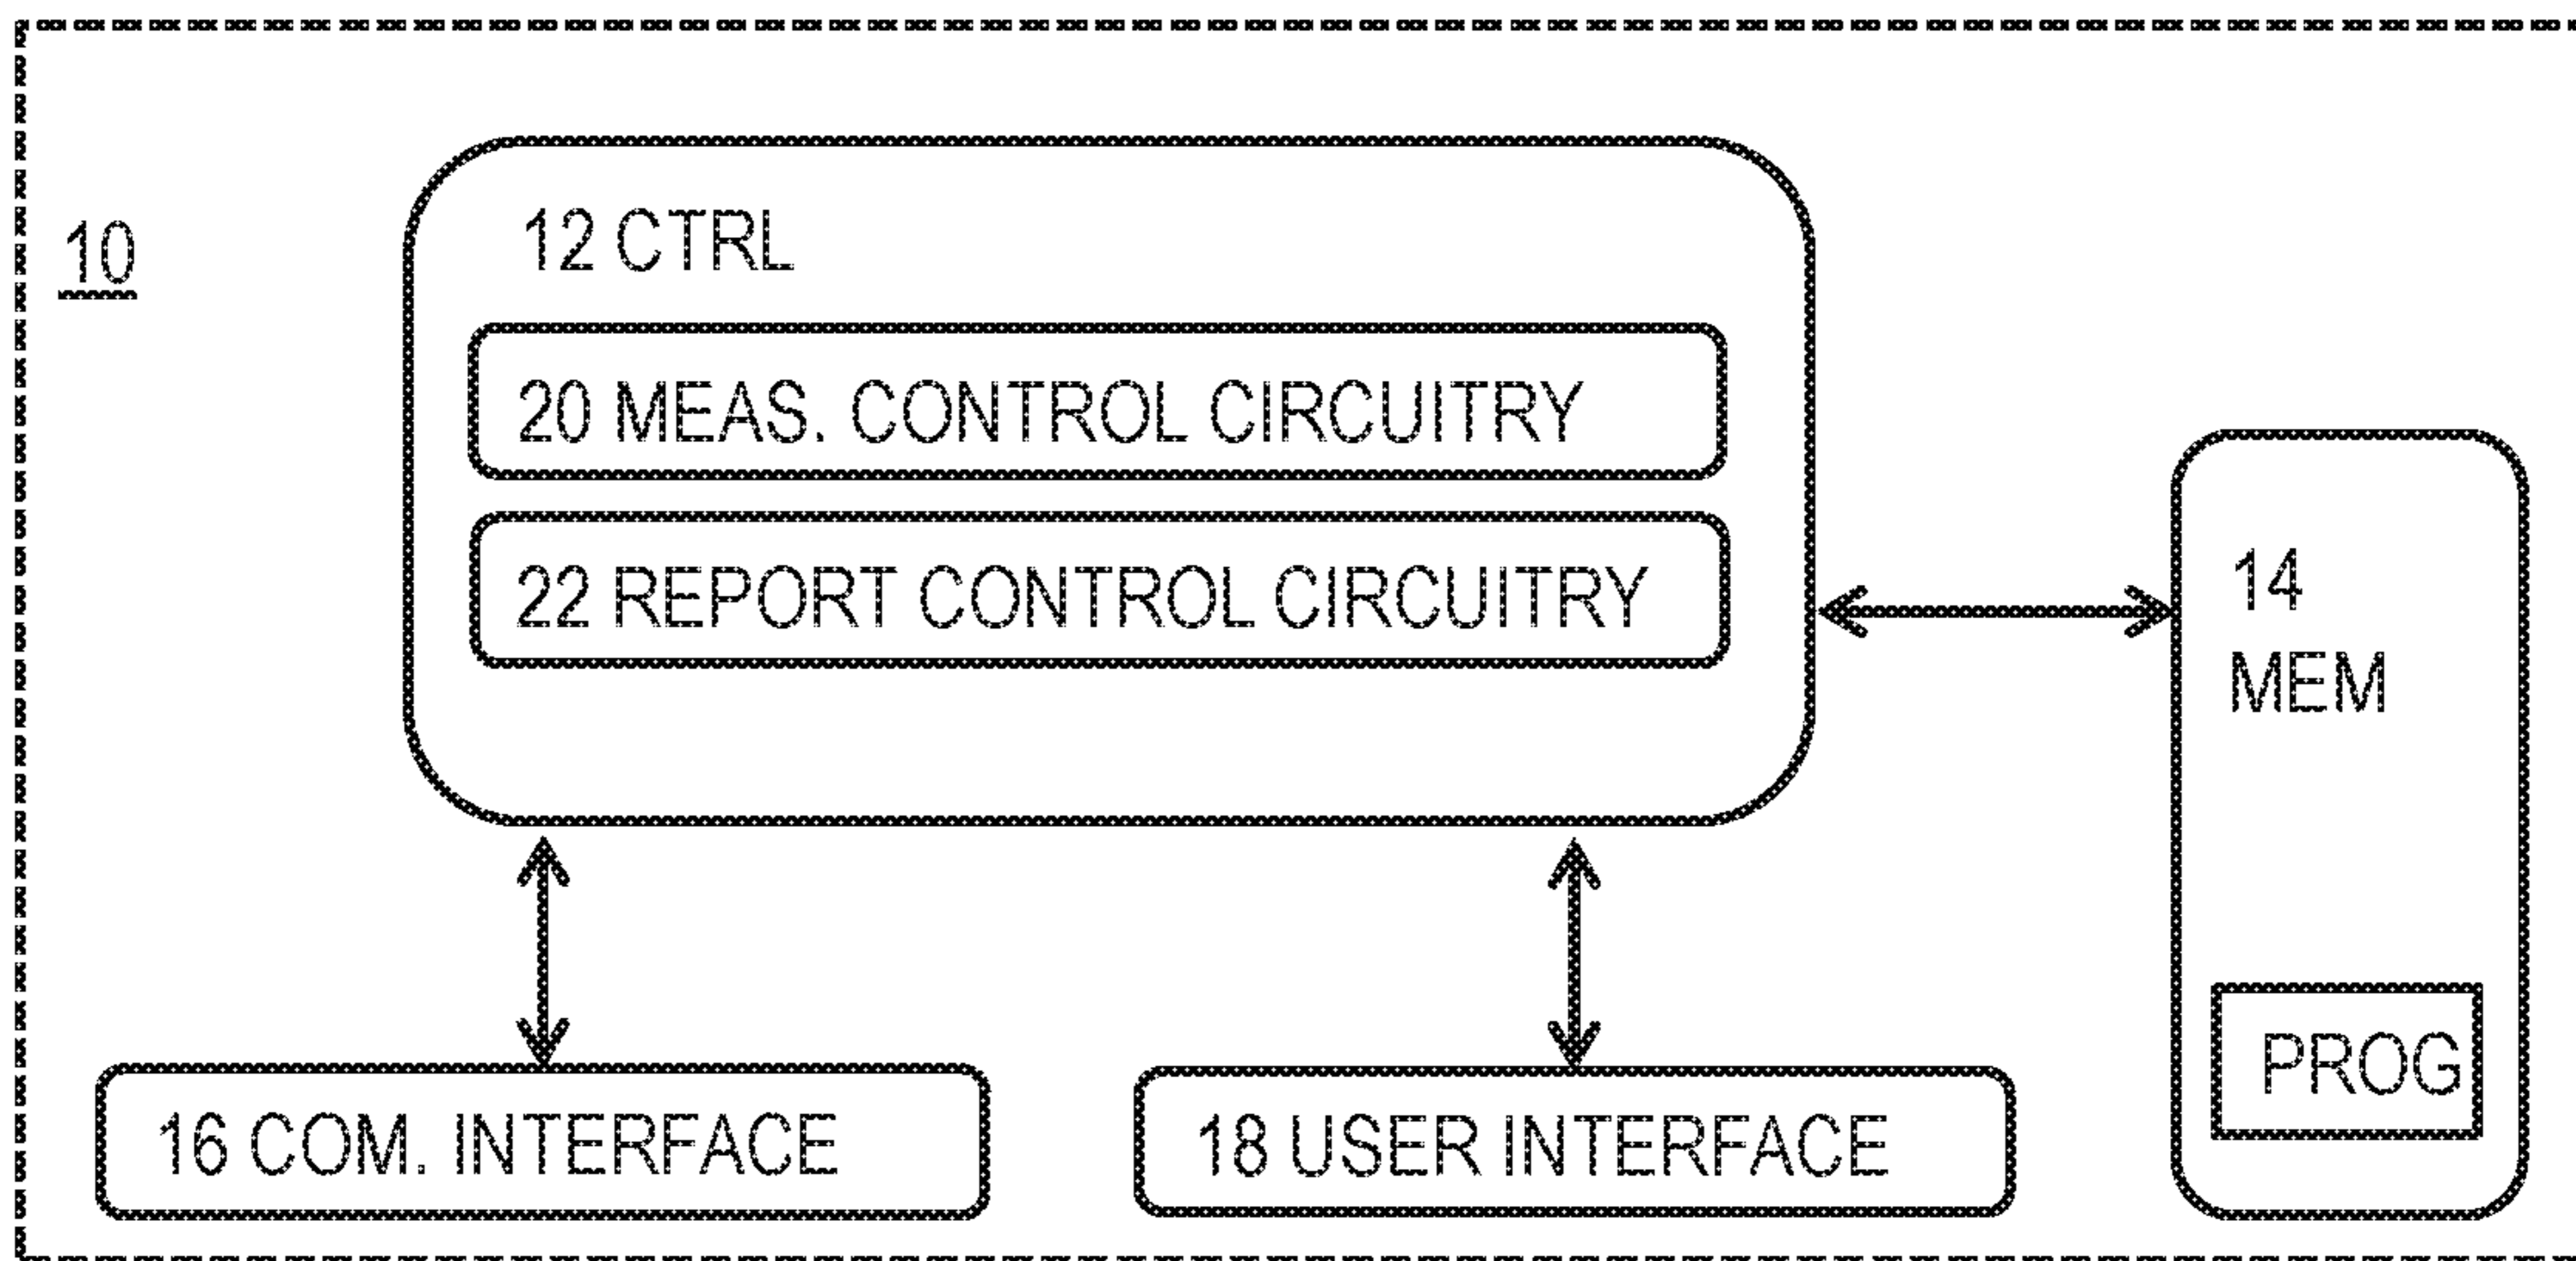 10
12 CTRL
20 MEAS. CONTROL CIRCUITRY
22 REPORT CONTROL CIRCUITRY
14
MEM
PROG
16 COM. INTERFACE
18 USER INTERFACE